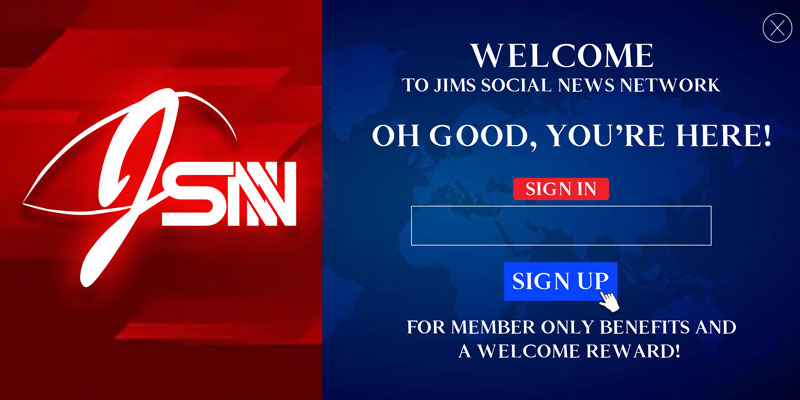 JSNN
WELCOME
TO JIMS SOCIAL NEWS NETWORK
OH GOOD, YOU'RE HERE!
SIGN IN
SIGN UP
FOR MEMBER ONLY BENEFITS AND
A WELCOME REWARD!